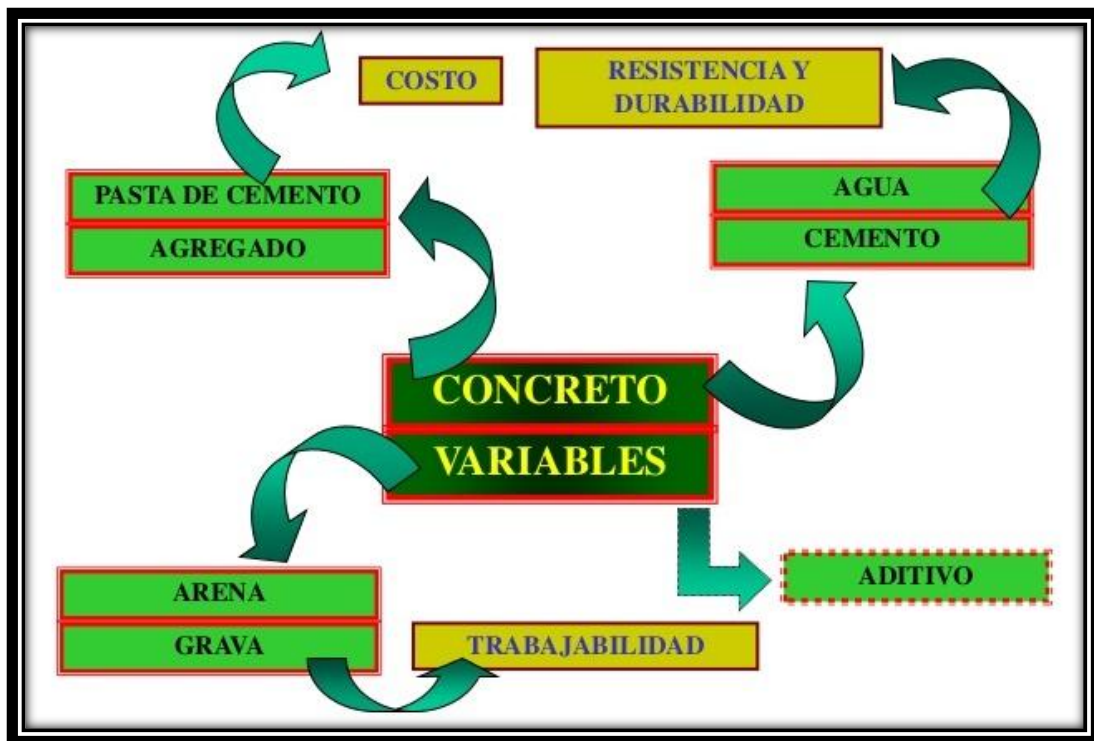 COSTO
RESISTENCIA Y
DURABILIDAD
PASTA DE CEMENTO
AGREGADO
AGUA
CEMENTO
CONCRETO
VARIABLES
ARENA
GRAVA
TRABAJABILIDAD
ADITIVO